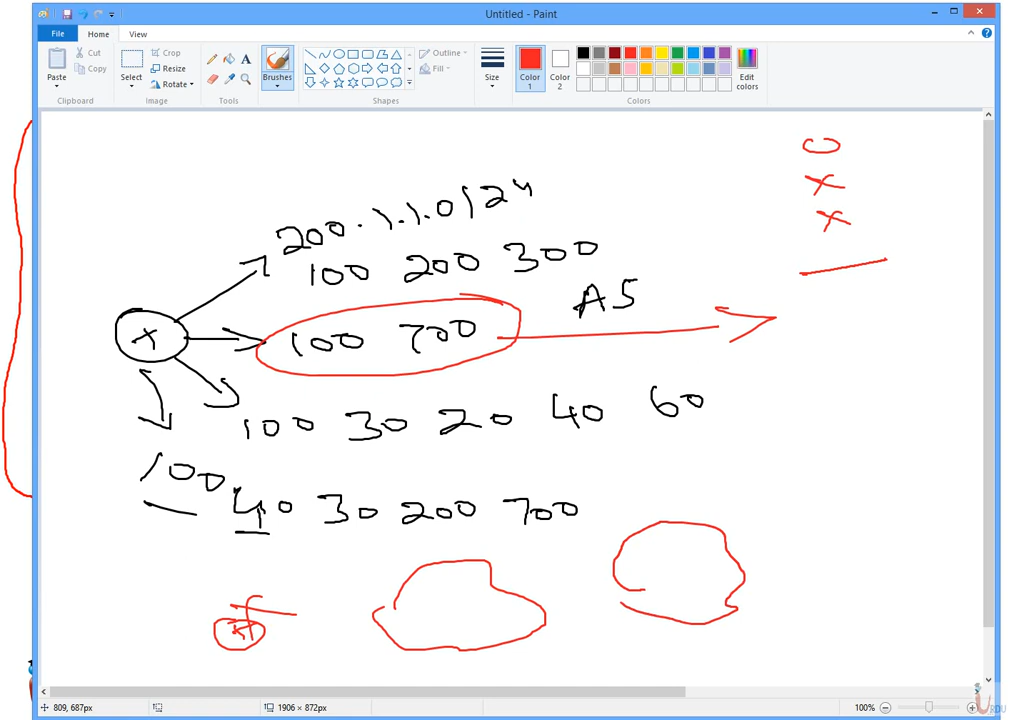 Untitled - Paint
File Home View
Paste
Cut
Copy
Clipboard
Select
Crop
Resize
Rotate
Image
Tools
Brushes
Shapes
Outline
Fill
Size
Color 1
Color 2
Edit colors
Colors
200.1.1.0/24
100 200 300
AS
X
100 700
100 30 20 40 60
100
40 30 200 700
809, 687px
1906 × 872px
100%